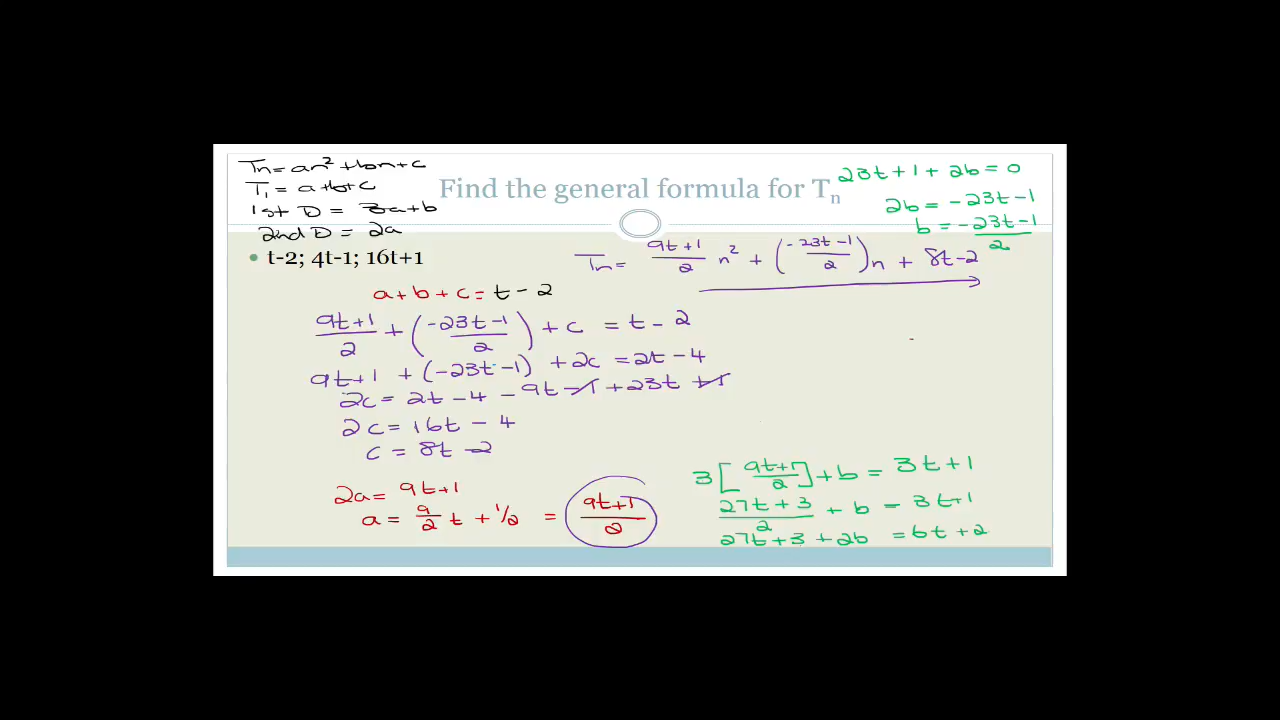 Tn = an² + bn + c
T1 = a+b+c
1st D = 3a+b
2nd D = 2a
Find the general formula for Tn
23t + 1 + 2b = 0
2b = -23t - 1
b = (-23t - 1)/2
• t-2; 4t-1; 16t+1
Tn = (9t+1)/2 n² + ((-23t-1)/2)n + 8t-2
a + b + c = t - 2
(9t+1)/2 + ((-23t-1)/2) + c = t - 2
9t+1 + (-23t-1) + 2c = 2t - 4
2c = 2t - 4 - 9t - 1 + 23t + 1
2c = 16t - 4
c = 8t - 2
2a = 9t+1
a = 9/2 t + 1/2 = (9t+1)/2
3[(9t+1)/2] + b = 3t + 1
(27t + 3)/2 + b = 3t+1
27t+3 + 2b = 6t + 2